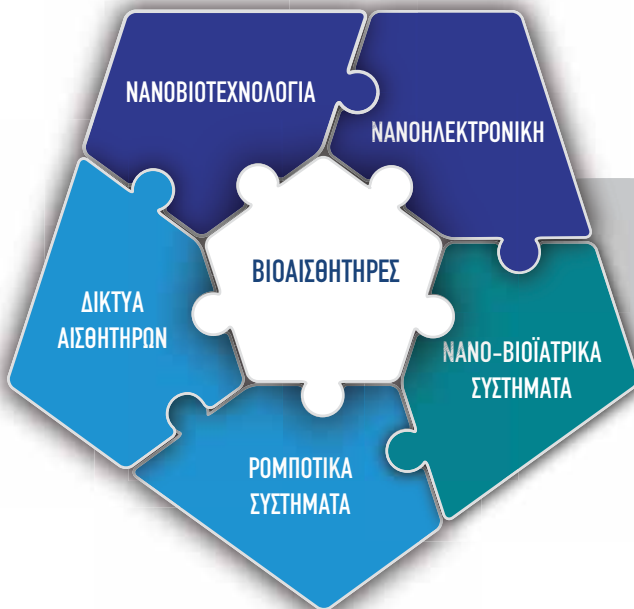 ΝΑΝΟΒΙΟΤΕΧΝΟΛΟΓΙΑ
ΝΑΝΟΗΛΕΚΤΡΟΝΙΚΗ
ΒΙΟΑΙΣΘΗΤΗΡΕΣ
ΔΙΚΤΥΑ
ΑΙΣΘΗΤΗΡΩΝ
ΝΑΝΟ-ΒΙΟΪΑΤΡΙΚΑ
ΣΥΣΤΗΜΑΤΑ
ΡΟΜΠΟΤΙΚΑ
ΣΥΣΤΗΜΑΤΑ